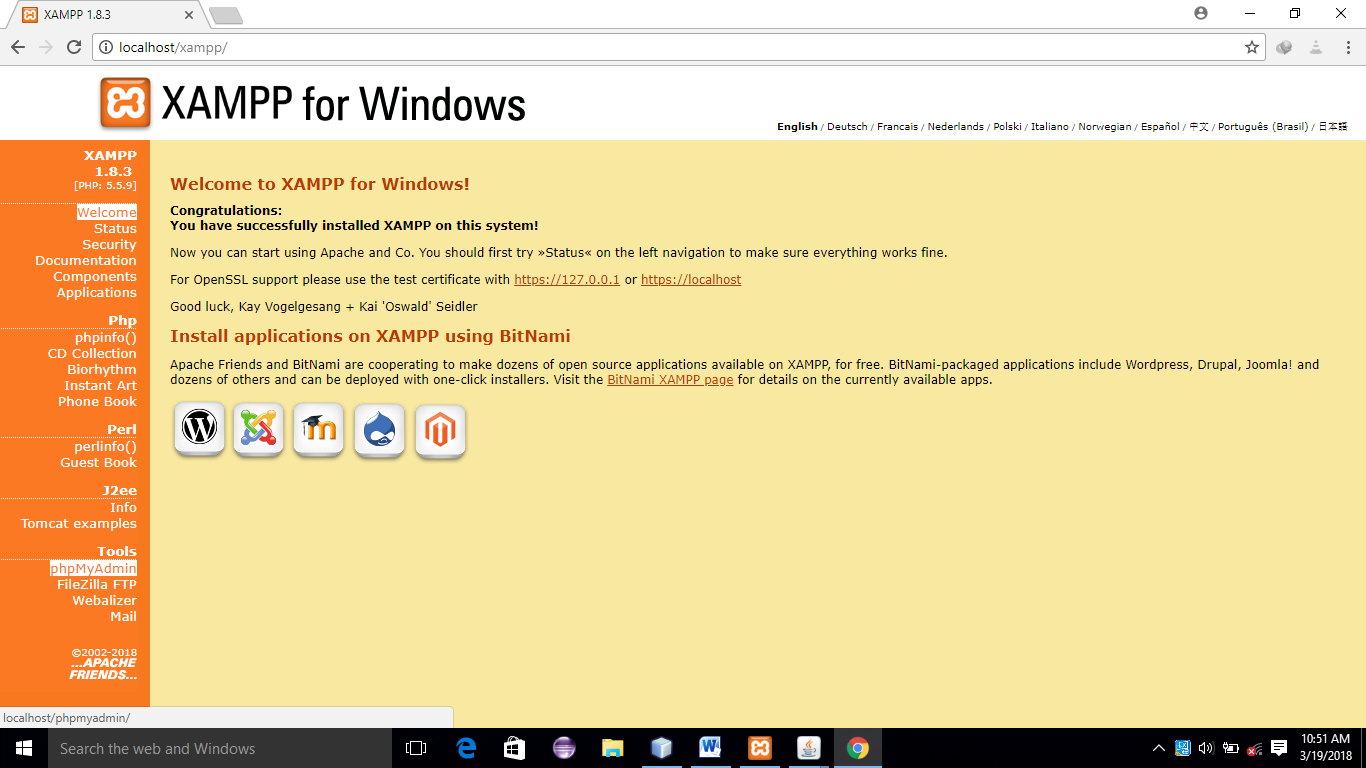 XAMPP 1.8.3
localhost/xampp/
XAMPP for Windows
English / Deutsch / Francais / Nederlands / Polski / Italiano / Norwegian / Español / 中文 / Português (Brasil) / 日本語
XAMPP
1.8.3
[PHP: 5.5.9]
Welcome
Status
Security
Documentation
Components
Applications
Php
phpinfo()
CD Collection
Biorhythm
Instant Art
Phone Book
Perl
perlinfo()
Guest Book
J2ee
Info
Tomcat examples
Tools
phpMyAdmin
FileZilla FTP
Webalizer
Mail
©2002-2018
...APACHE
FRIENDS...
Welcome to XAMPP for Windows!
Congratulations:
You have successfully installed XAMPP on this system!
Now you can start using Apache and Co. You should first try »Status« on the left navigation to make sure everything works fine.
For OpenSSL support please use the test certificate with https://127.0.0.1 or https://localhost
Good luck, Kay Vogelgesang + Kai 'Oswald' Seidler
Install applications on XAMPP using BitNami
Apache Friends and BitNami are cooperating to make dozens of open source applications available on XAMPP, for free. BitNami-packaged applications include Wordpress, Drupal, Joomla! and
dozens of others and can be deployed with one-click installers. Visit the BitNami XAMPP page for details on the currently available apps.
localhost/phpmyadmin/
Search the web and Windows
10:51 AM
3/19/2018